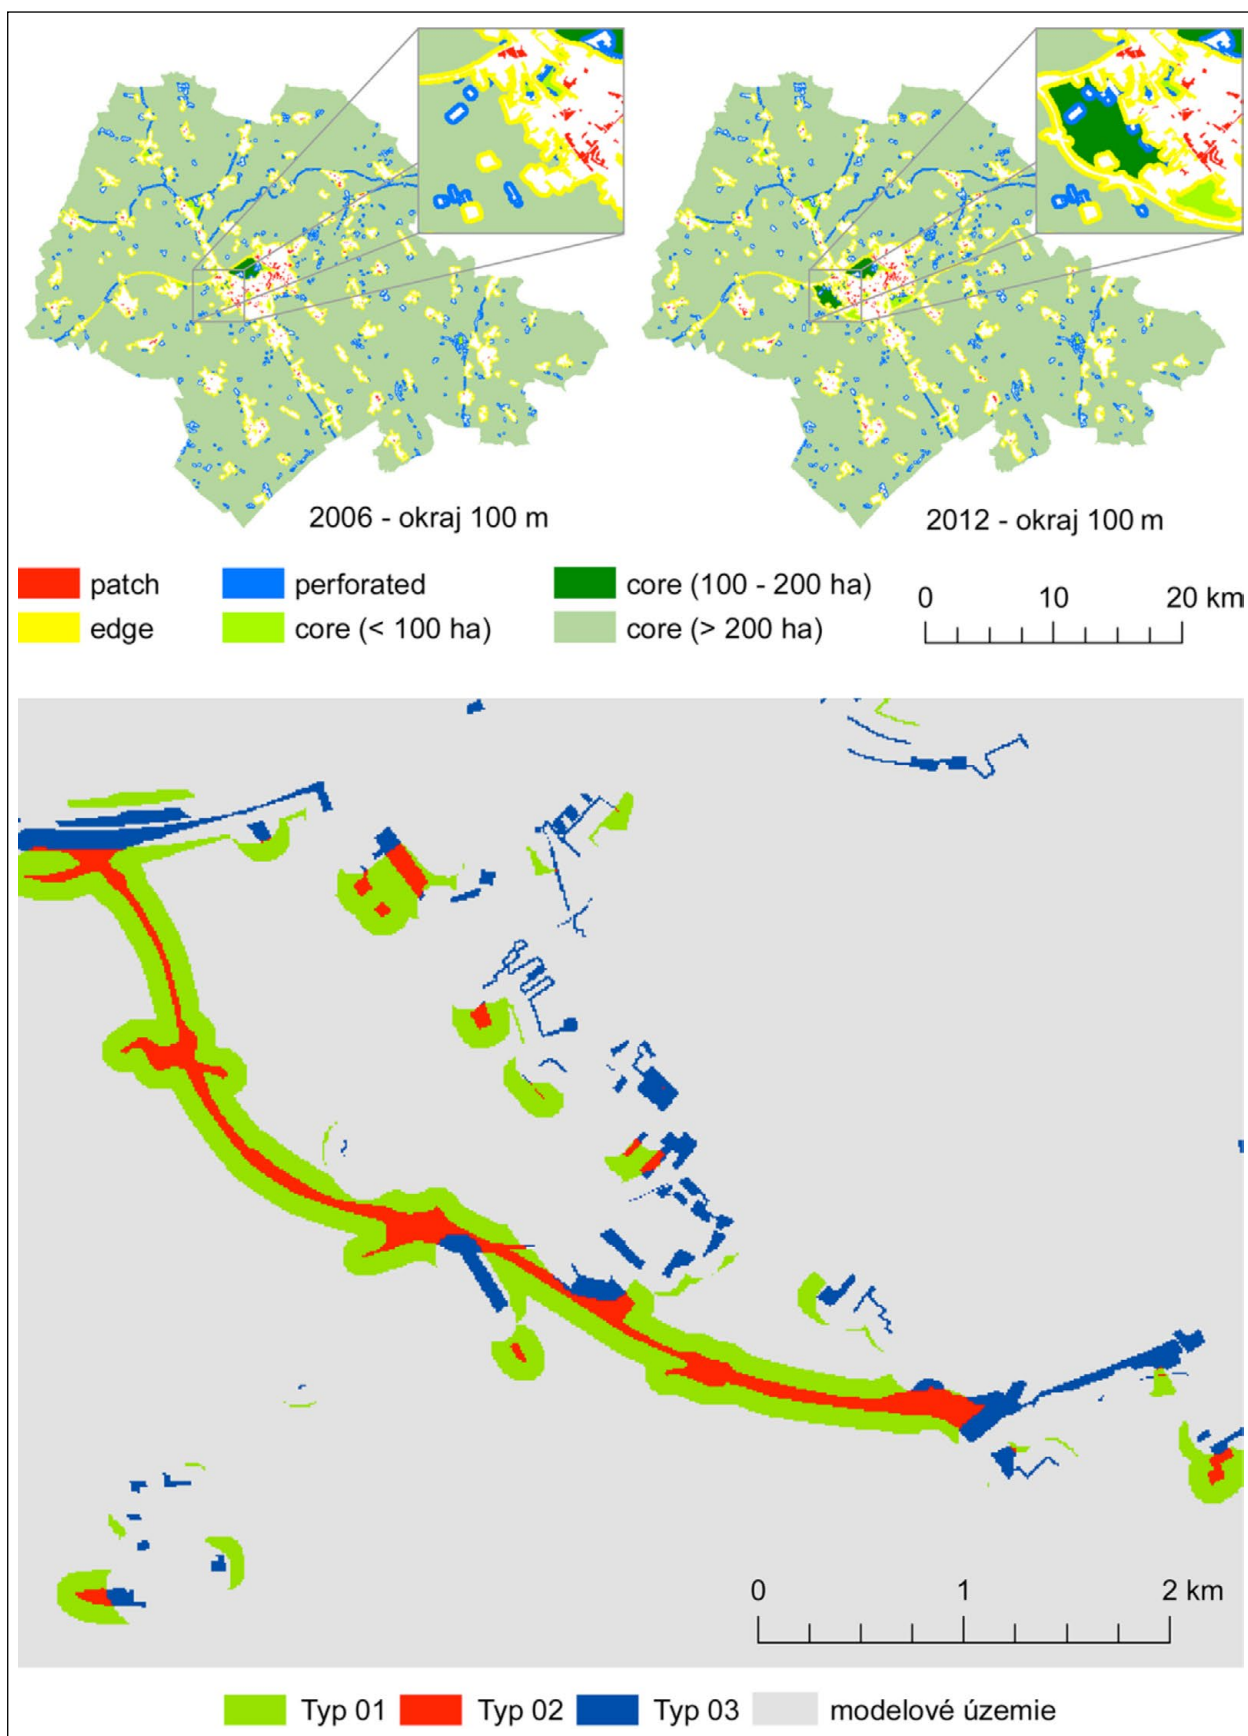 2006 - okraj 100 m
2012 - okraj 100 m
patch
perforated
core (100 - 200 ha)
edge
core (< 100 ha)
core (> 200 ha)
0 10 20 km
0 1 2 km
Typ 01 Typ 02 Typ 03 modelové územie